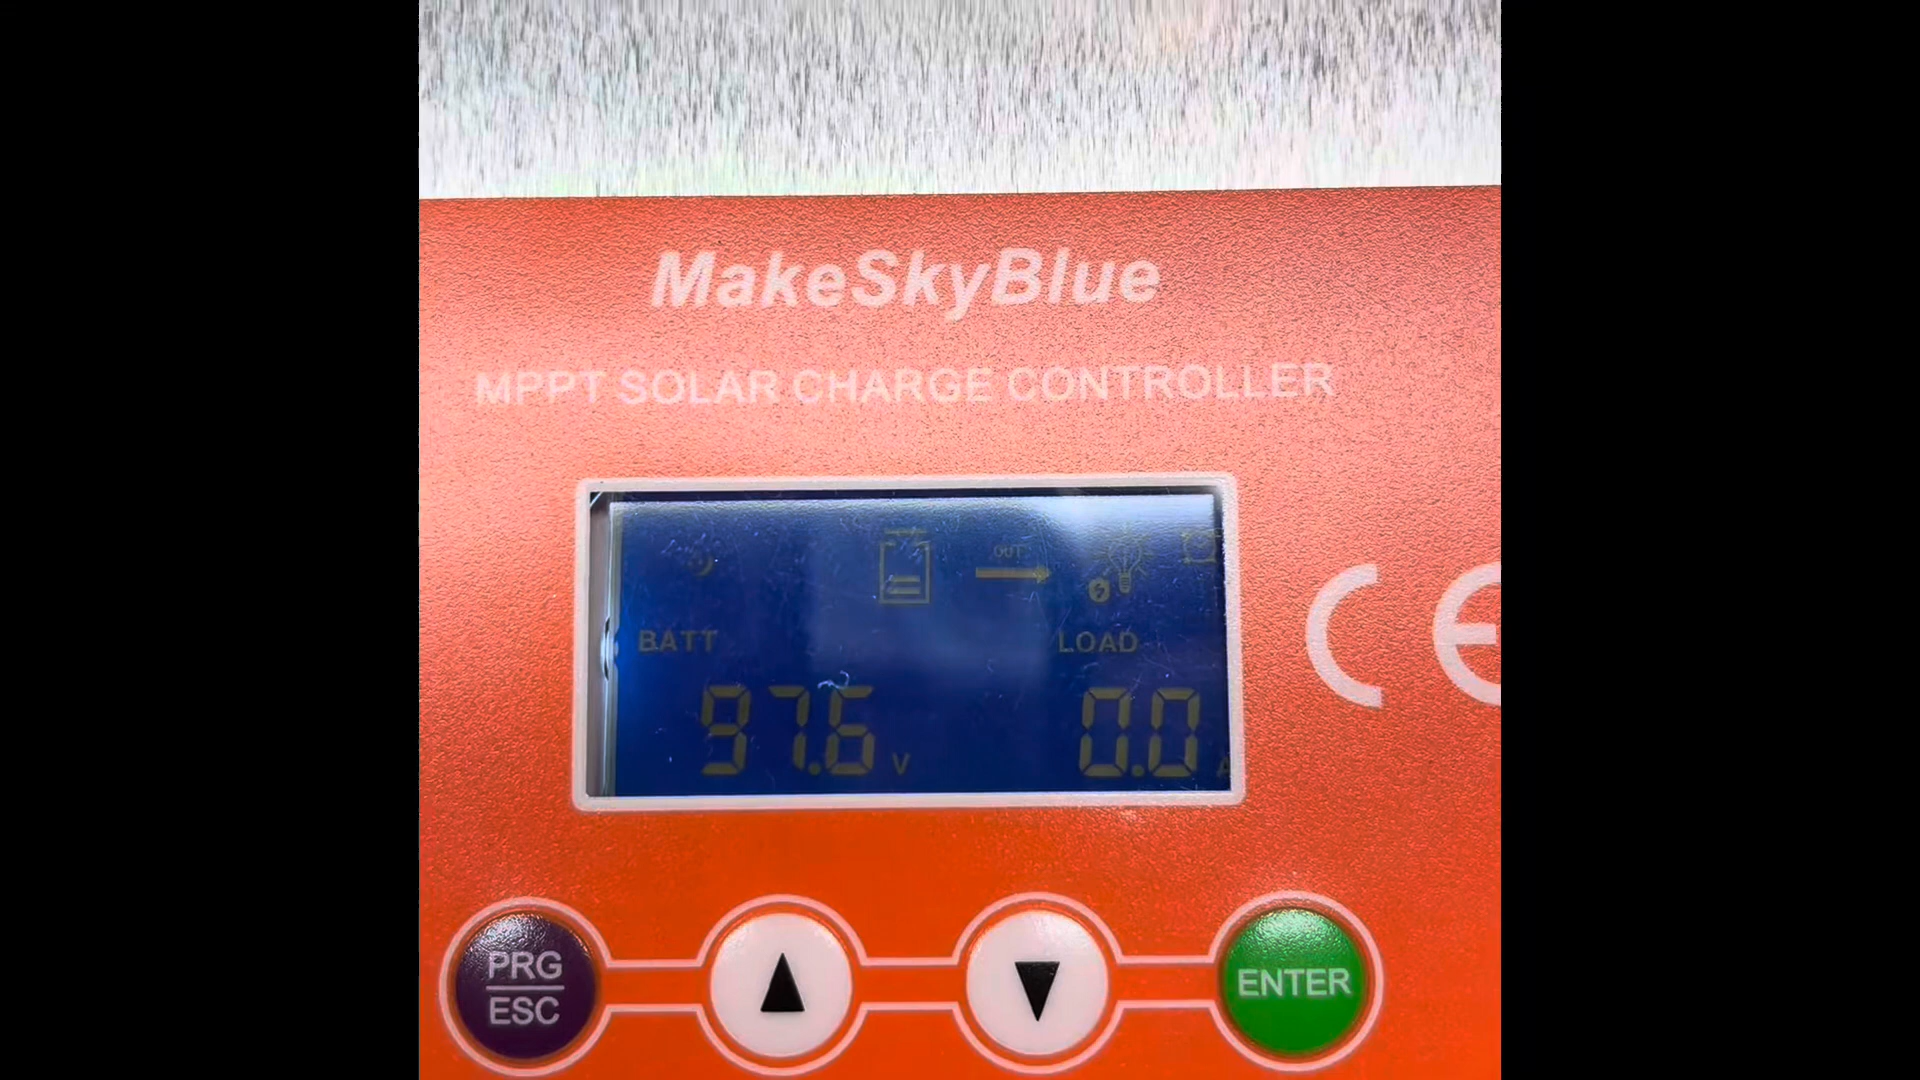 MakeSkyBlue
MPPT SOLAR CHARGE CONTROLLER
OUT
BATT LOAD
97.6 V 0.0 A
CE
PRG ESC
ENTER